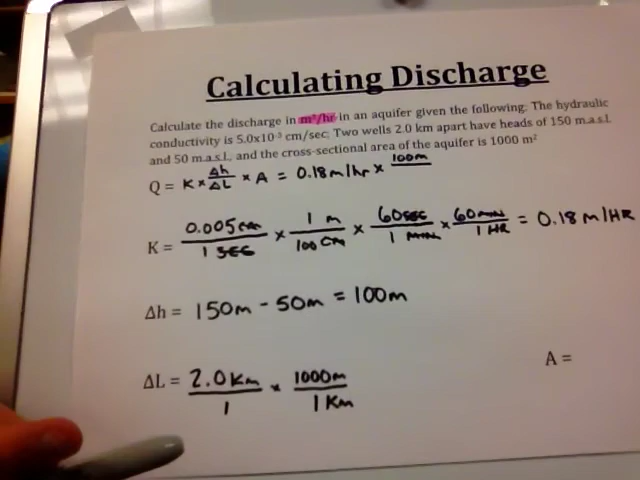 Calculating Discharge
Calculate the discharge in m³/hr in an aquifer given the following: The hydraulic
conductivity is 5.0x10⁻³ cm/sec; Two wells 2.0 km apart have heads of 150 m.a.s.l.
and 50 m.a.s.l., and the cross-sectional area of the aquifer is 1000 m²
Q = K × Δh/ΔL × A = 0.18 m/hr × 100m
K = 0.005cm/1 SEC × 1 m/100 CM × 60 SEC/1 MIN × 60 MIN/1 HR = 0.18 m/HR
Δh = 150m - 50m = 100m
A =
ΔL = 2.0 Km/1 × 1000m/1 Km